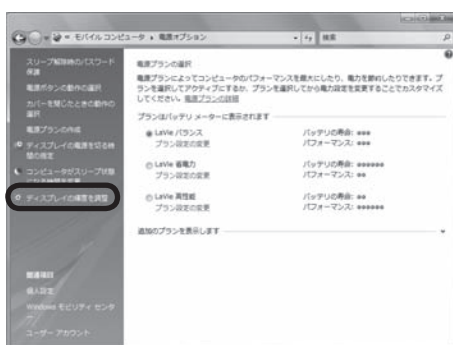 モバイル コンピュータ ▸ 電源オプション
検索
スリープ解除時のパスワード
保護
電源ボタンの動作の選択
カバーを閉じたときの動作の
選択
電源プランの作成
ディスプレイの電源を切る時
間の指定
コンピュータがスリープ状態
ディスプレイの輝度を調整
関連項目
個人設定
Windows モビリティ センタ
ー
ユーザー アカウント
電源プランの選択
電源プランによってコンピュータのパフォーマンスを最大にしたり、電力を節約したりできます。プ
ランを選択してアクティブにするか、プランを選択してから電力設定を変更することでカスタマイズ
してください。電源プランの詳細
プランはバッテリ メーターに表示されます
LaVie バランス バッテリの寿命: ●●●
プラン設定の変更 パフォーマンス: ●●●
LaVie 省電力 バッテリの寿命: ●●●●●●
プラン設定の変更 パフォーマンス: ●●
LaVie 高性能 バッテリの寿命: ●●
プラン設定の変更 パフォーマンス: ●●●●●●
追加のプランを表示します